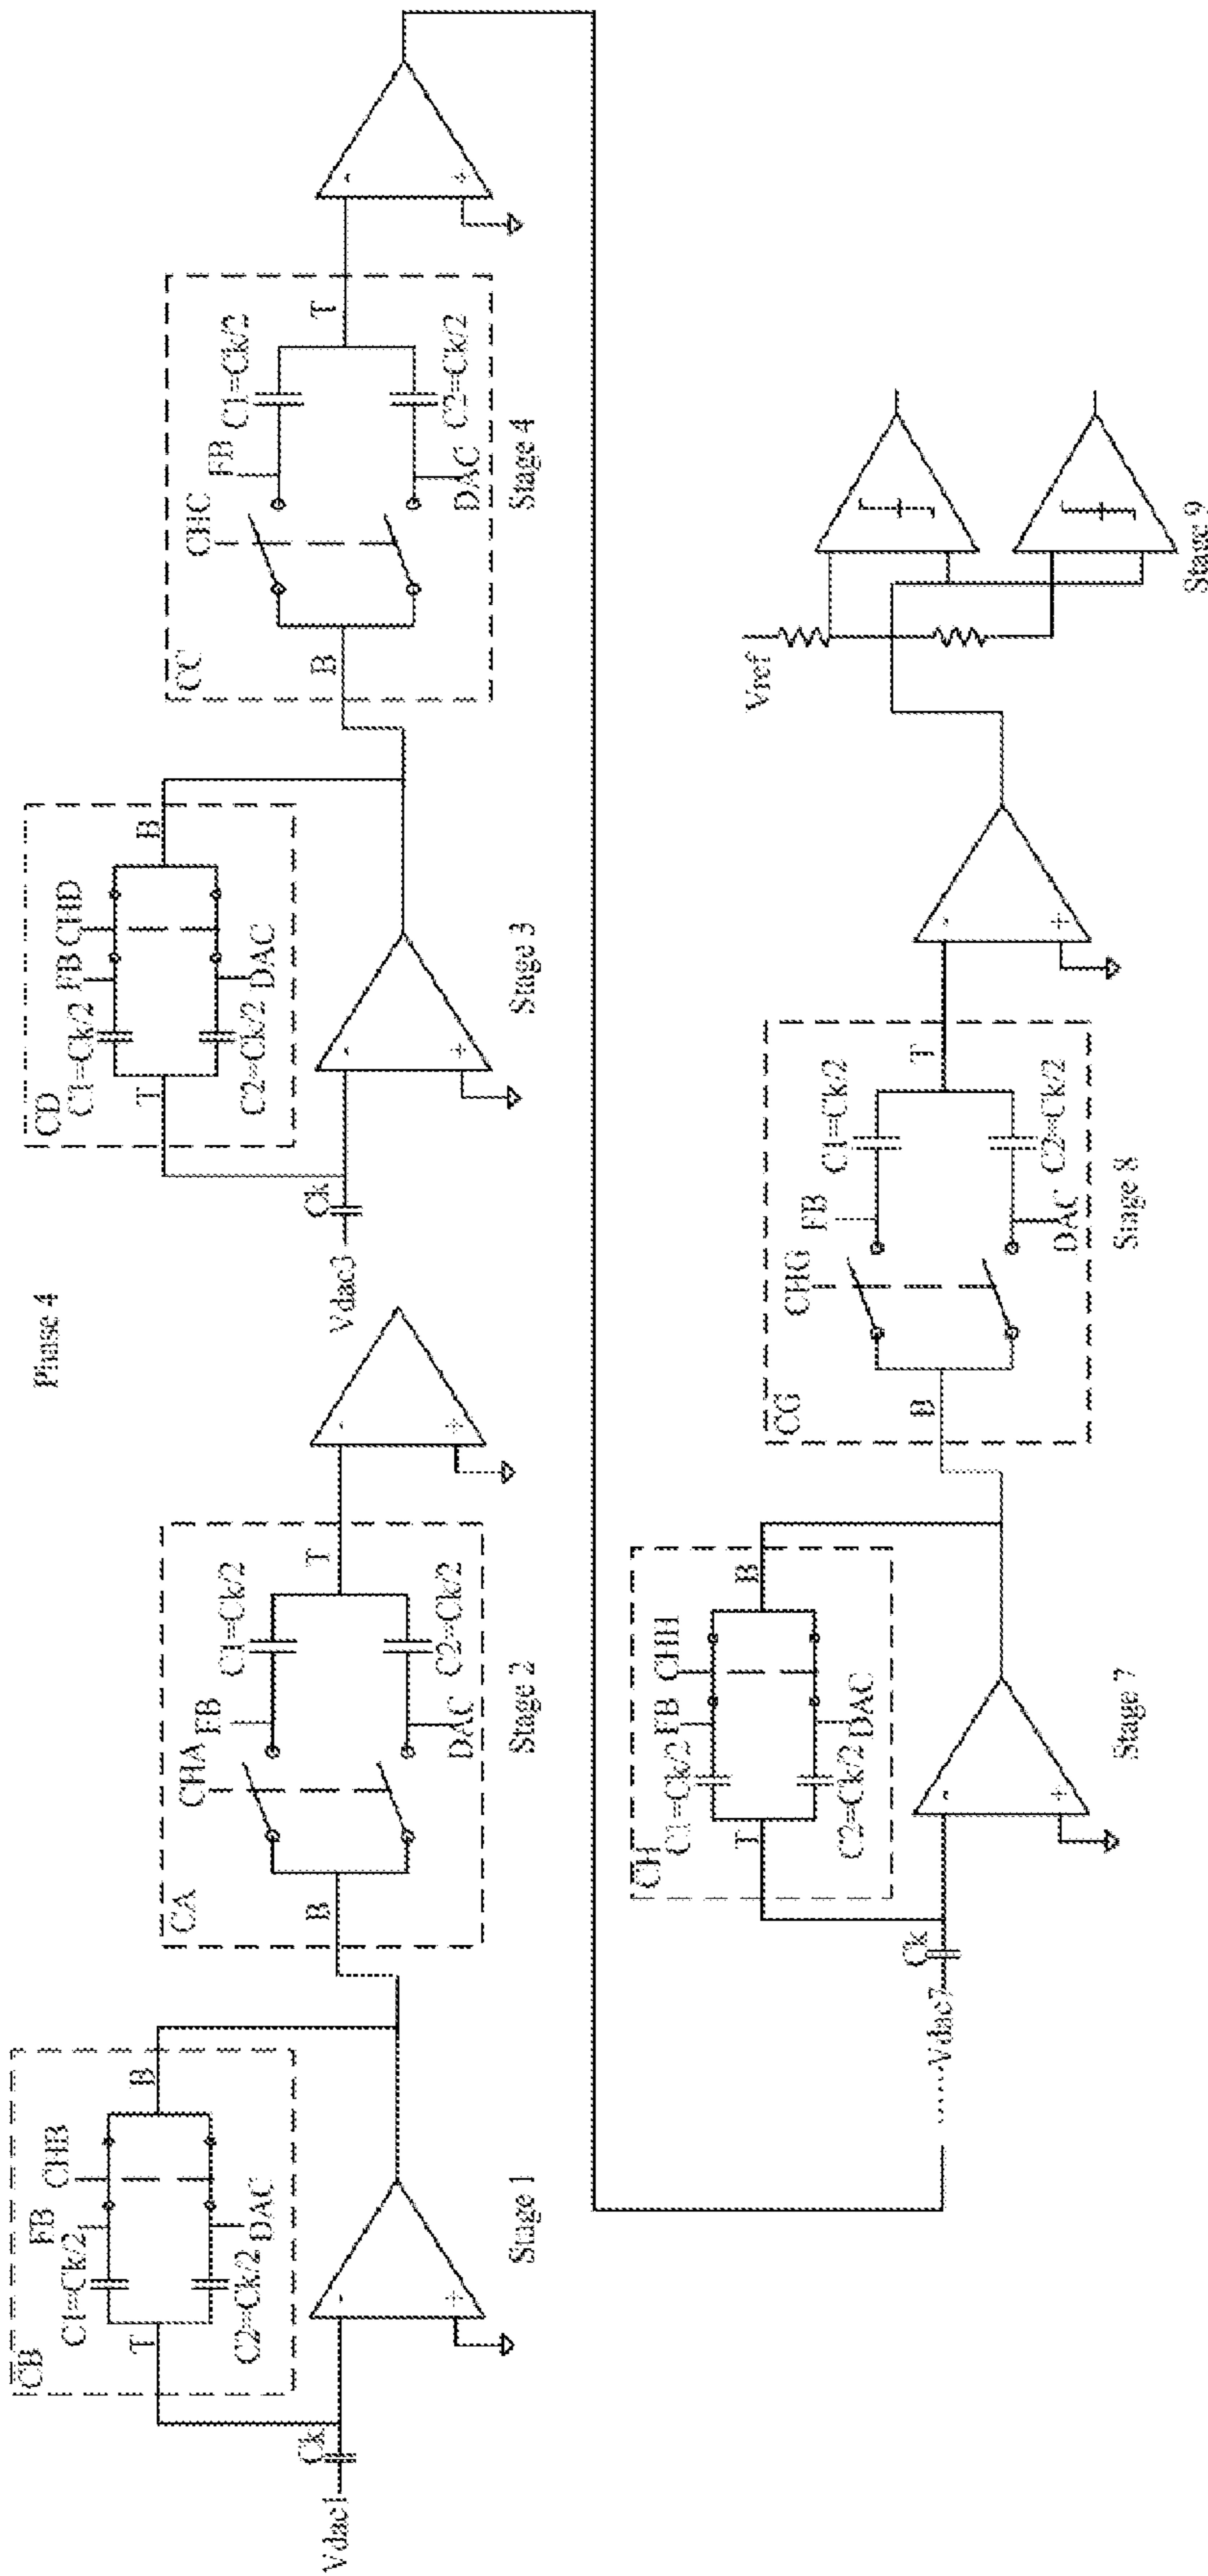 Phase 4
CB
FB
CHB
C1=Ck/2
T
B
C2=Ck/2
DAC
Ck
Vdac1
-
+
Stage 1
CA
CHA
FB
C1=Ck/2
B
T
C2=Ck/2
DAC
Stage 2
-
+
CD
FB
CHD
C1=Ck/2
T
B
C2=Ck/2
DAC
Ck
Vdac3
-
+
Stage 3
CC
CHC
FB
C1=Ck/2
B
T
C2=Ck/2
DAC
Stage 4
-
+
CH
FB
CHH
C1=Ck/2
T
B
C2=Ck/2
DAC
Ck
Vdac7
-
+
Stage 7
CG
CHG
FB
C1=Ck/2
B
T
C2=Ck/2
DAC
Stage 8
-
+
Vref
Stage 9